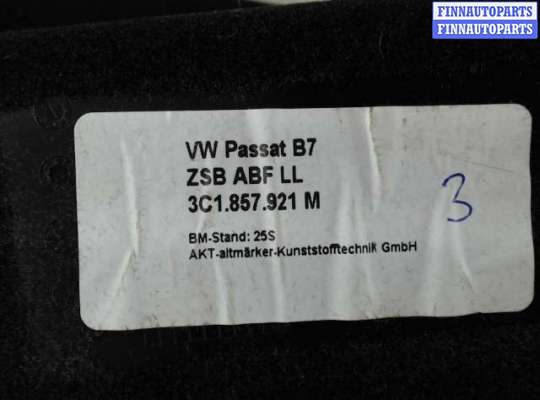 FINNAUTOPARTS
FINNAUTOPARTS
VW Passat B7
ZSB ABF LL
3C1.857.921 M
3
BM-Stand: 25S
AKT-altmärker-Kunststofftechnik GmbH